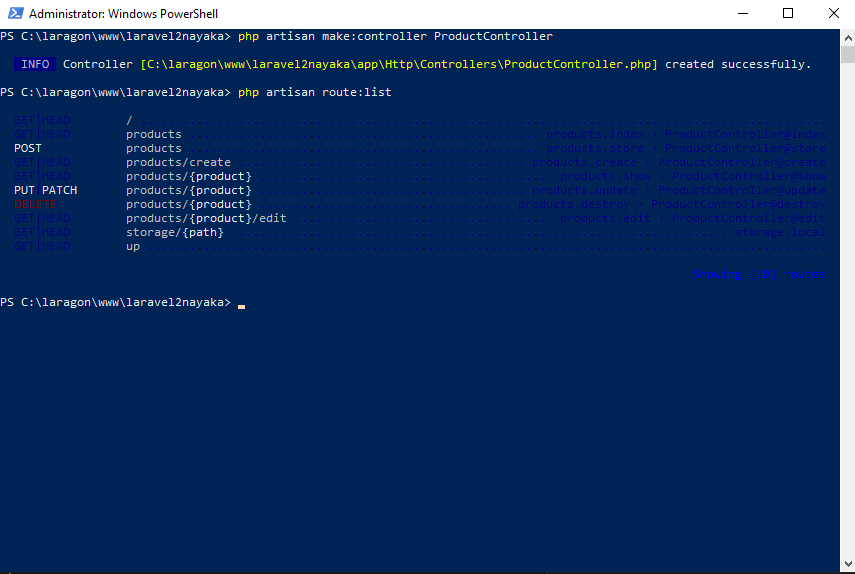 Administrator: Windows PowerShell
PS C:\laragon\www\laravel2nayaka> php artisan make:controller ProductController
INFO Controller [C:\laragon\www\laravel2nayaka\app\Http\Controllers\ProductController.php] created successfully.
PS C:\laragon\www\laravel2nayaka> php artisan route:list
GET|HEAD /
GET|HEAD products products.index › ProductController@index
POST products products.store › ProductController@store
GET|HEAD products/create products.create › ProductController@create
GET|HEAD products/{product} products.show › ProductController@show
PUT|PATCH products/{product} products.update › ProductController@update
DELETE products/{product} products.destroy › ProductController@destroy
GET|HEAD products/{product}/edit products.edit › ProductController@edit
GET|HEAD storage/{path} storage.local
GET|HEAD up
Showing [10] routes
PS C:\laragon\www\laravel2nayaka>